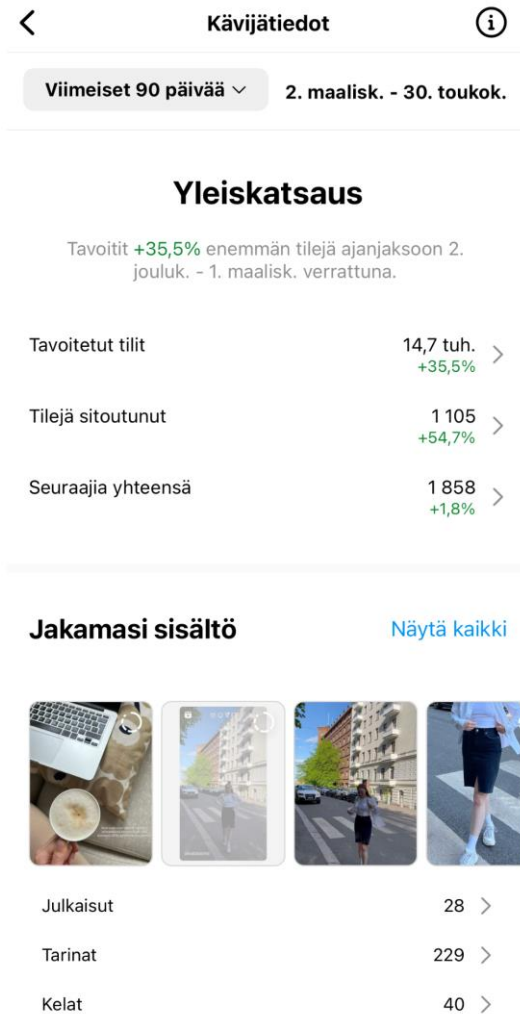 Kävijätiedot
Viimeiset 90 päivää
2. maalisk. - 30. toukok.
Yleiskatsaus
Tavoitit +35,5% enemmän tilejä ajanjaksoon 2.
jouluk. - 1. maalisk. verrattuna.
Tavoitetut tilit
14,7 tuh.
+35,5%
Tilejä sitoutunut
1 105
+54,7%
Seuraajia yhteensä
1 858
+1,8%
Jakamasi sisältö
Näytä kaikki
Julkaisut
28
Tarinat
229
Kelat
40